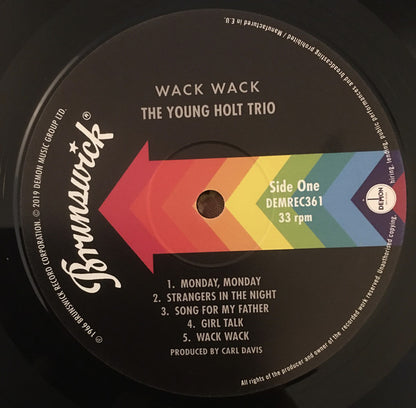 WACK WACK
THE YOUNG HOLT TRIO
Brunswick®
Side One
DEMREC361
33 rpm
DEMON
1. MONDAY, MONDAY
2. STRANGERS IN THE NIGHT
3. SONG FOR MY FATHER
4. GIRL TALK
5. WACK WACK
PRODUCED BY CARL DAVIS
℗ 1966 BRUNSWICK RECORD CORPORATION. © 2019 DEMON MUSIC GROUP LTD.
All rights of the producer and owner of the recorded work reserved. Unauthorised copying, hiring, lending, public performances and broadcasting prohibited / Manufactured in E.U.